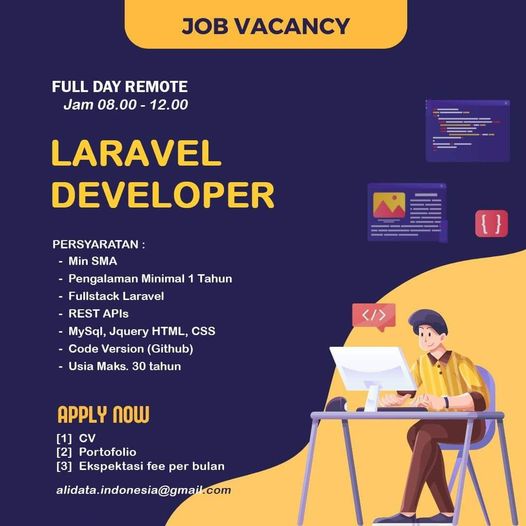 JOB VACANCY
FULL DAY REMOTE
Jam 08.00 - 12.00
LARAVEL
DEVELOPER
PERSYARATAN :
- Min SMA
- Pengalaman Minimal 1 Tahun
- Fullstack Laravel
- REST APIs
- MySql, Jquery HTML, CSS
- Code Version (Github)
- Usia Maks. 30 tahun
{ }
</>
APPLY NOW
[1] CV
[2] Portofolio
[3] Ekspektasi fee per bulan
alidata.indonesia@gmail.com